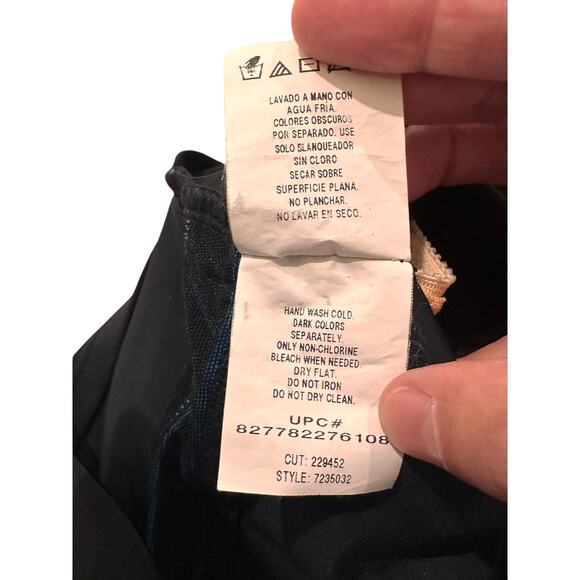 LAVADO A MANO CON
AGUA FRIA.
COLORES OBSCUROS
POR SEPARADO. USE
SOLO SLANQUEADOR
SIN CLORO
SECAR SOBRE
SUPERFICIE PLANA.
NO PLANCHAR.
NO LAVAR EN SECO.
HAND WASH COLD.
DARK COLORS
SEPARATELY.
ONLY NON-CHLORINE
BLEACH WHEN NEEDED
DRY FLAT.
DO NOT IRON
DO NOT DRY CLEAN.
UPC#
827782276108
CUT: 229452
STYLE: 7235032